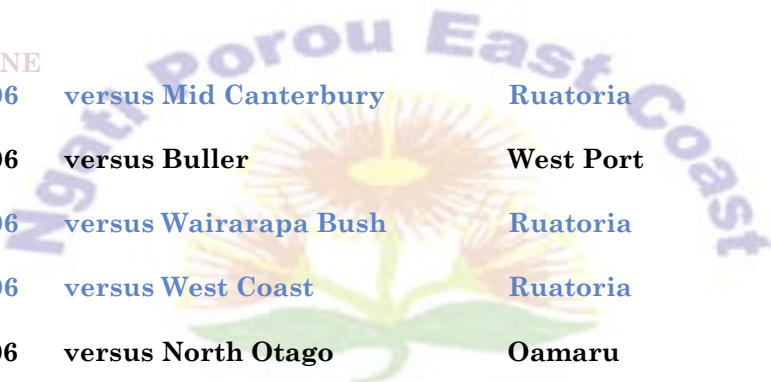 Ngati Porou East Coast
NE
06 versus Mid Canterbury Ruatoria
06 versus Buller West Port
06 versus Wairarapa Bush Ruatoria
06 versus West Coast Ruatoria
06 versus North Otago Oamaru